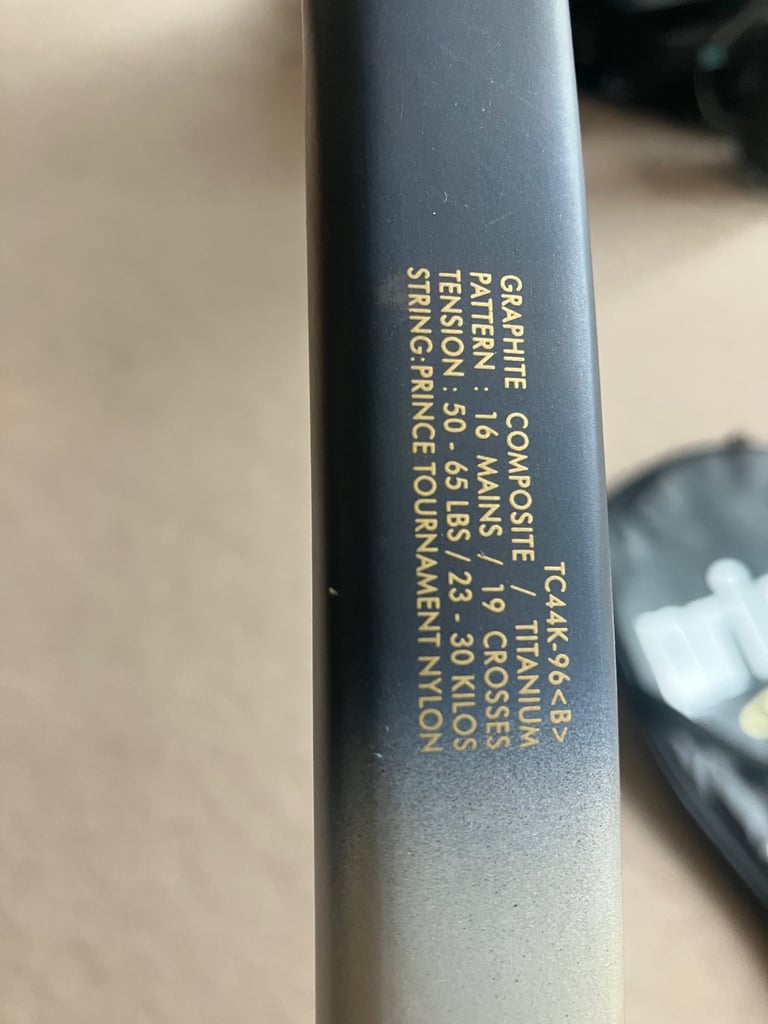 TC44K-96<B>
GRAPHITE COMPOSITE / TITANIUM
PATTERN : 16 MAINS / 19 CROSSES
TENSION : 50 - 65 LBS / 23 - 30 KILOS
STRING:PRINCE TOURNAMENT NYLON